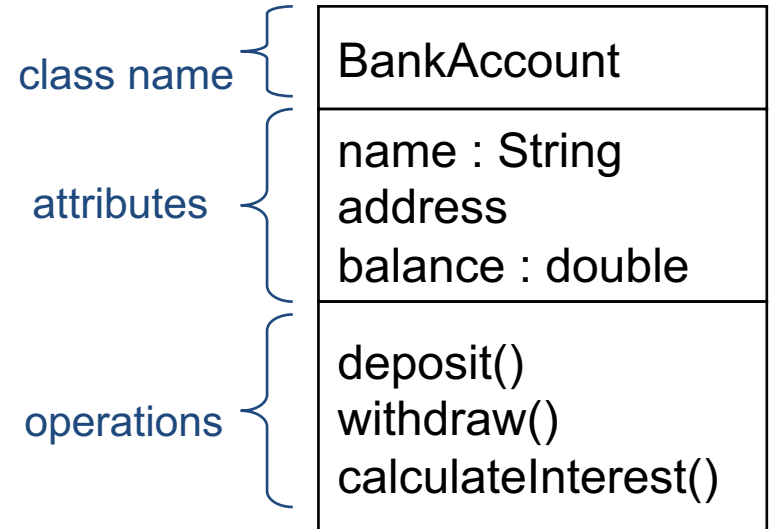 class name
BankAccount
attributes
name : String
address
balance : double
operations
deposit()
withdraw()
calculateInterest()